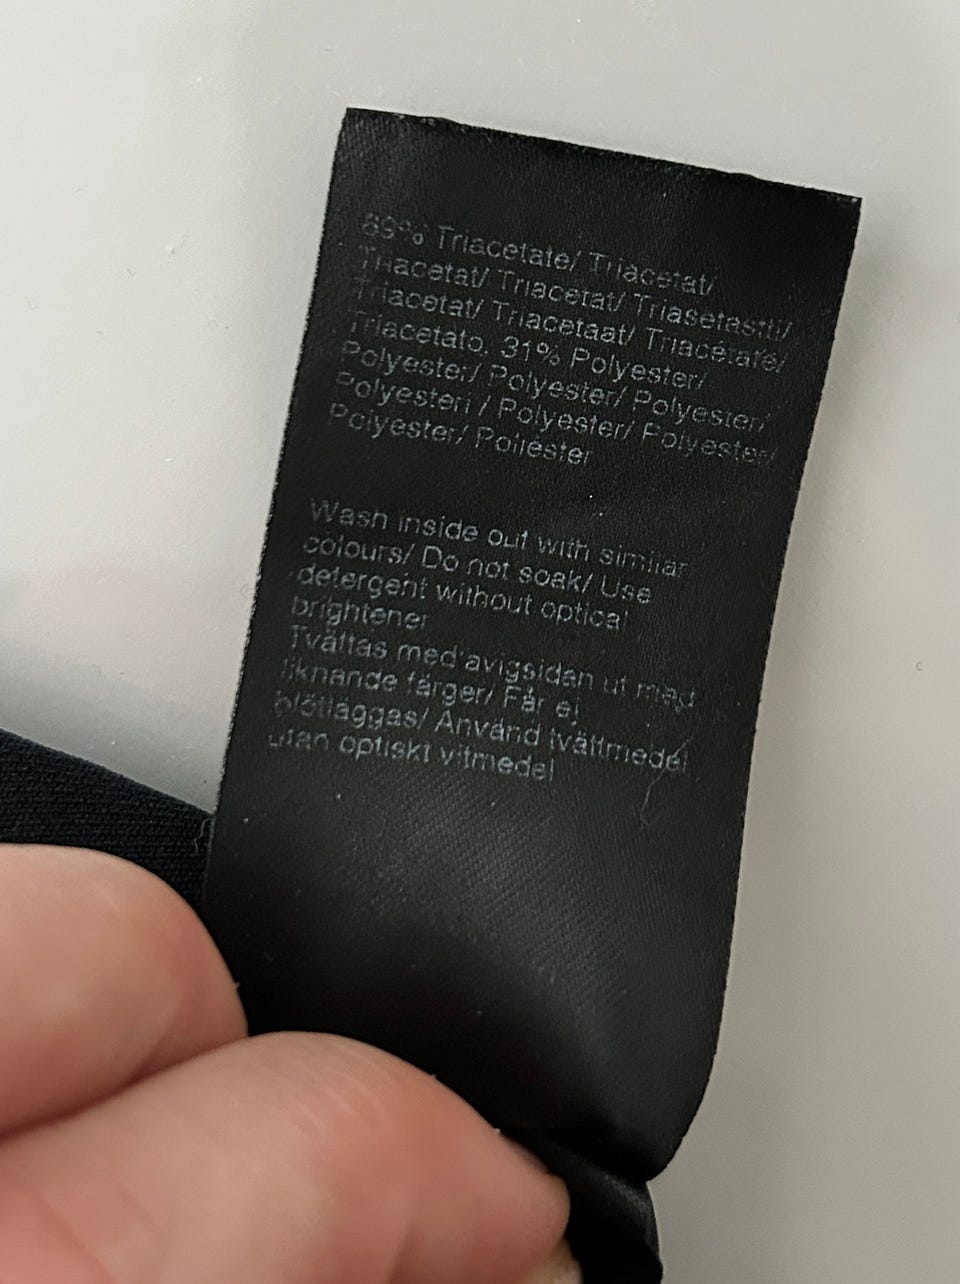 69% Triacetate/ Triacetat/
Triacetat/ Triacetat/ Triasetaatti/
Triacetat/ Triacetaat/ Triacétate/
Triacetato, 31% Polyester/
Polyester/ Polyester/ Polyester/
Polyesteri / Polyester/ Polyester/
Polyester/ Poliéster
Wash inside out with similar
colours/ Do not soak/ Use
detergent without optical
brightener
Tvättas med avigsidan ut med
liknande färger/ Får ej
blötläggas/ Använd tvättmedel
utan optiskt vitmedel